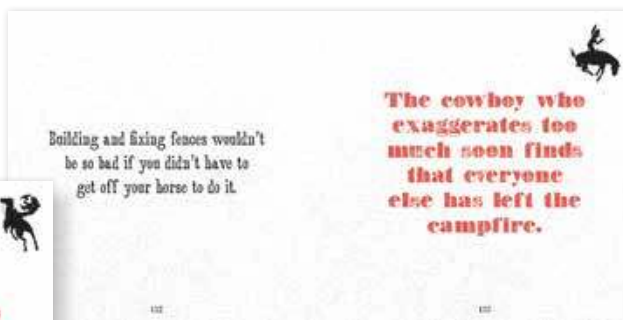 Building and fixing fences wouldn't
be so bad if you didn't have to
get off your horse to do it.
132
The cowboy who
exaggerates too
much soon finds
that everyone
else has left the
campfire.